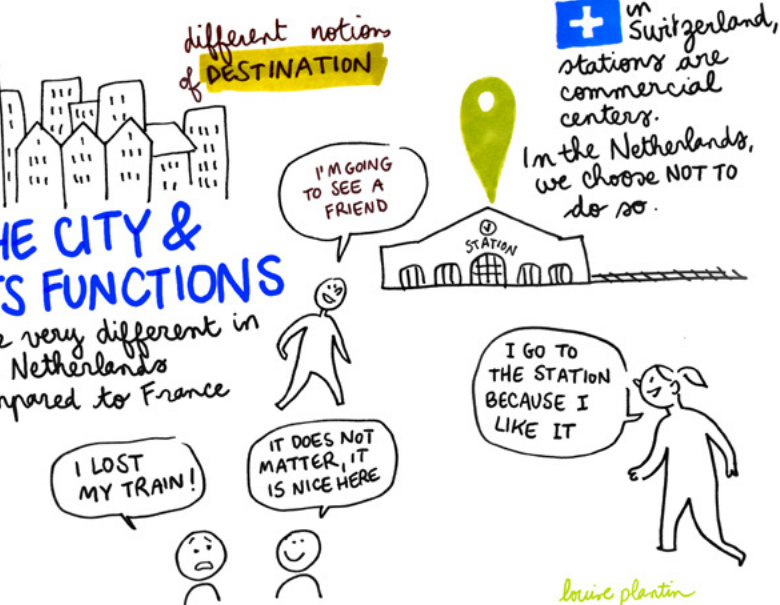 different notions
of DESTINATION
in
Switzerland,
stations are
commercial
centers.
In the Netherlands,
we choose NOT TO
do so.
I'M GOING
TO SEE A
FRIEND
STATION
HE CITY &
S FUNCTIONS
e very different in
Netherlands
mpared to France
I GO TO
THE STATION
BECAUSE I
LIKE IT
I LOST
MY TRAIN!
IT DOES NOT
MATTER, IT
IS NICE HERE
louise plantin